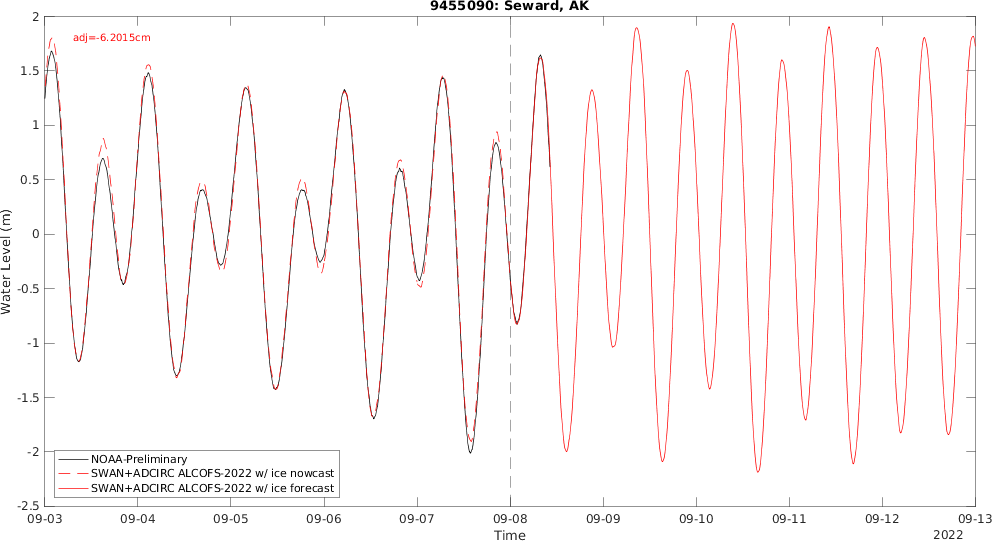 9455090: Seward, AK
adj=-6.2015cm
2
1.5
1
0.5
0
-0.5
-1
-1.5
-2
-2.5
Water Level (m)
NOAA-Preliminary
SWAN+ADCIRC ALCOFS-2022 w/ ice nowcast
SWAN+ADCIRC ALCOFS-2022 w/ ice forecast
09-03 09-04 09-05 09-06 09-07 09-08 09-09 09-10 09-11 09-12 09-13
Time
2022